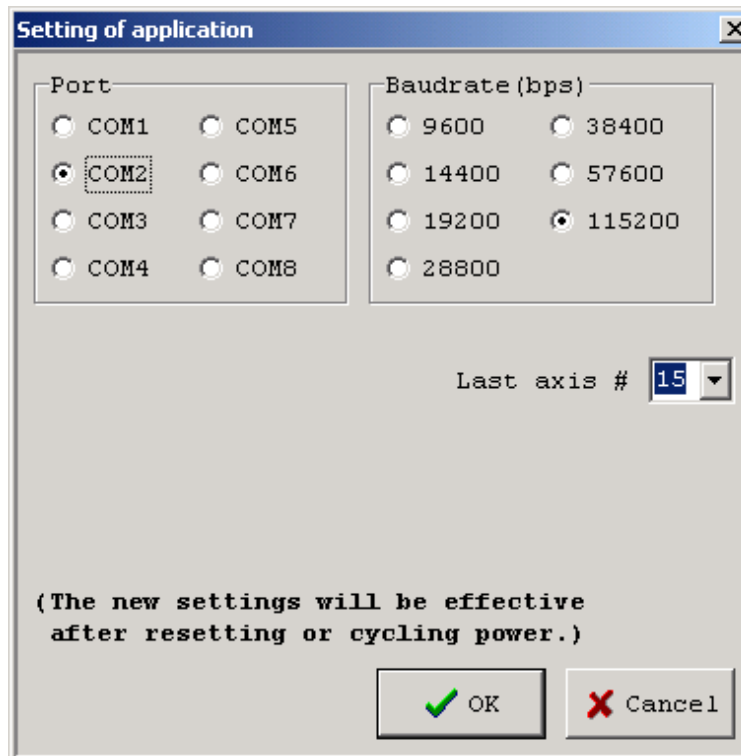 Setting of application
Port
COM1 COM5
COM2 COM6
COM3 COM7
COM4 COM8
Baudrate(bps)
9600 38400
14400 57600
19200 115200
28800
Last axis # 15
(The new settings will be effective
after resetting or cycling power.)
OK Cancel